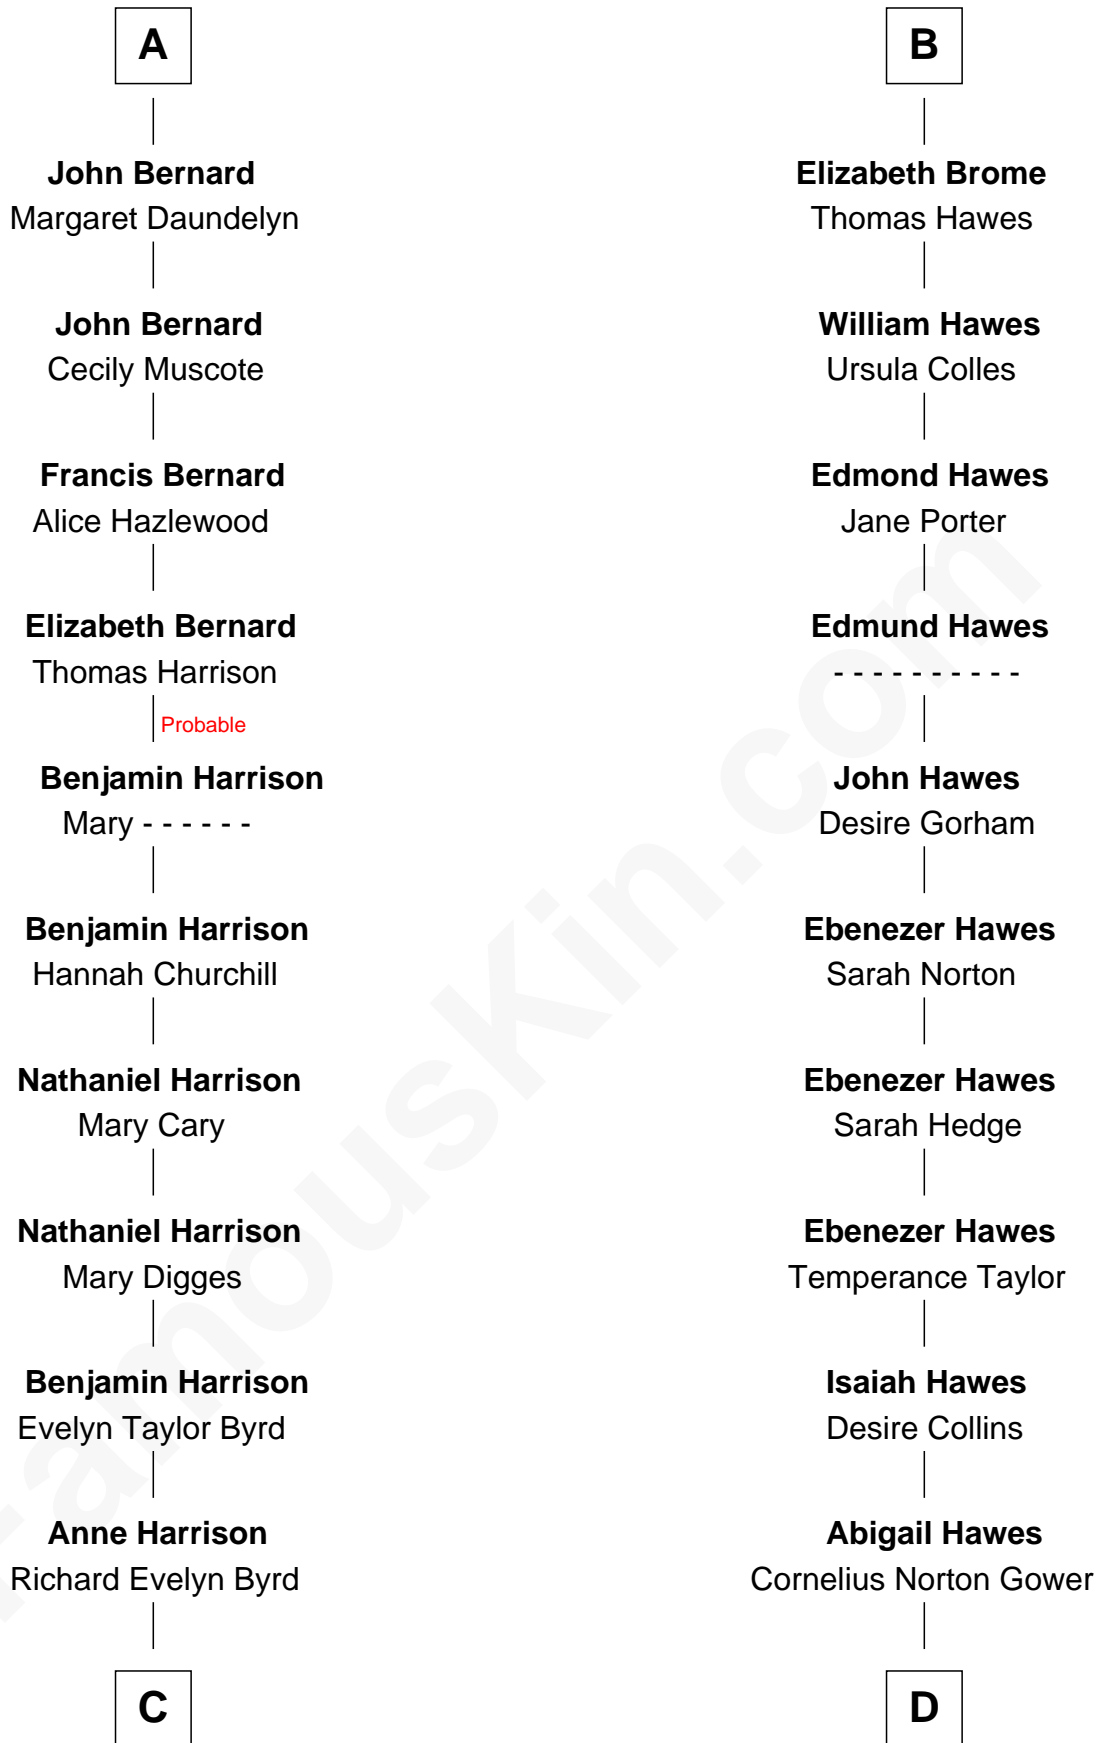 A
John Bernard
Margaret Daundelyn
John Bernard
Cecily Muscote
Francis Bernard
Alice Hazlewood
Elizabeth Bernard
Thomas Harrison
Probable
Benjamin Harrison
Mary - - - - - -
Benjamin Harrison
Hannah Churchill
Nathaniel Harrison
Mary Cary
Nathaniel Harrison
Mary Digges
Benjamin Harrison
Evelyn Taylor Byrd
Anne Harrison
Richard Evelyn Byrd
C
B
Elizabeth Brome
Thomas Hawes
William Hawes
Ursula Colles
Edmond Hawes
Jane Porter
Edmund Hawes
- - - - - - - - - -
John Hawes
Desire Gorham
Ebenezer Hawes
Sarah Norton
Ebenezer Hawes
Sarah Hedge
Ebenezer Hawes
Temperance Taylor
Isaiah Hawes
Desire Collins
Abigail Hawes
Cornelius Norton Gower
D
FamousKin.com